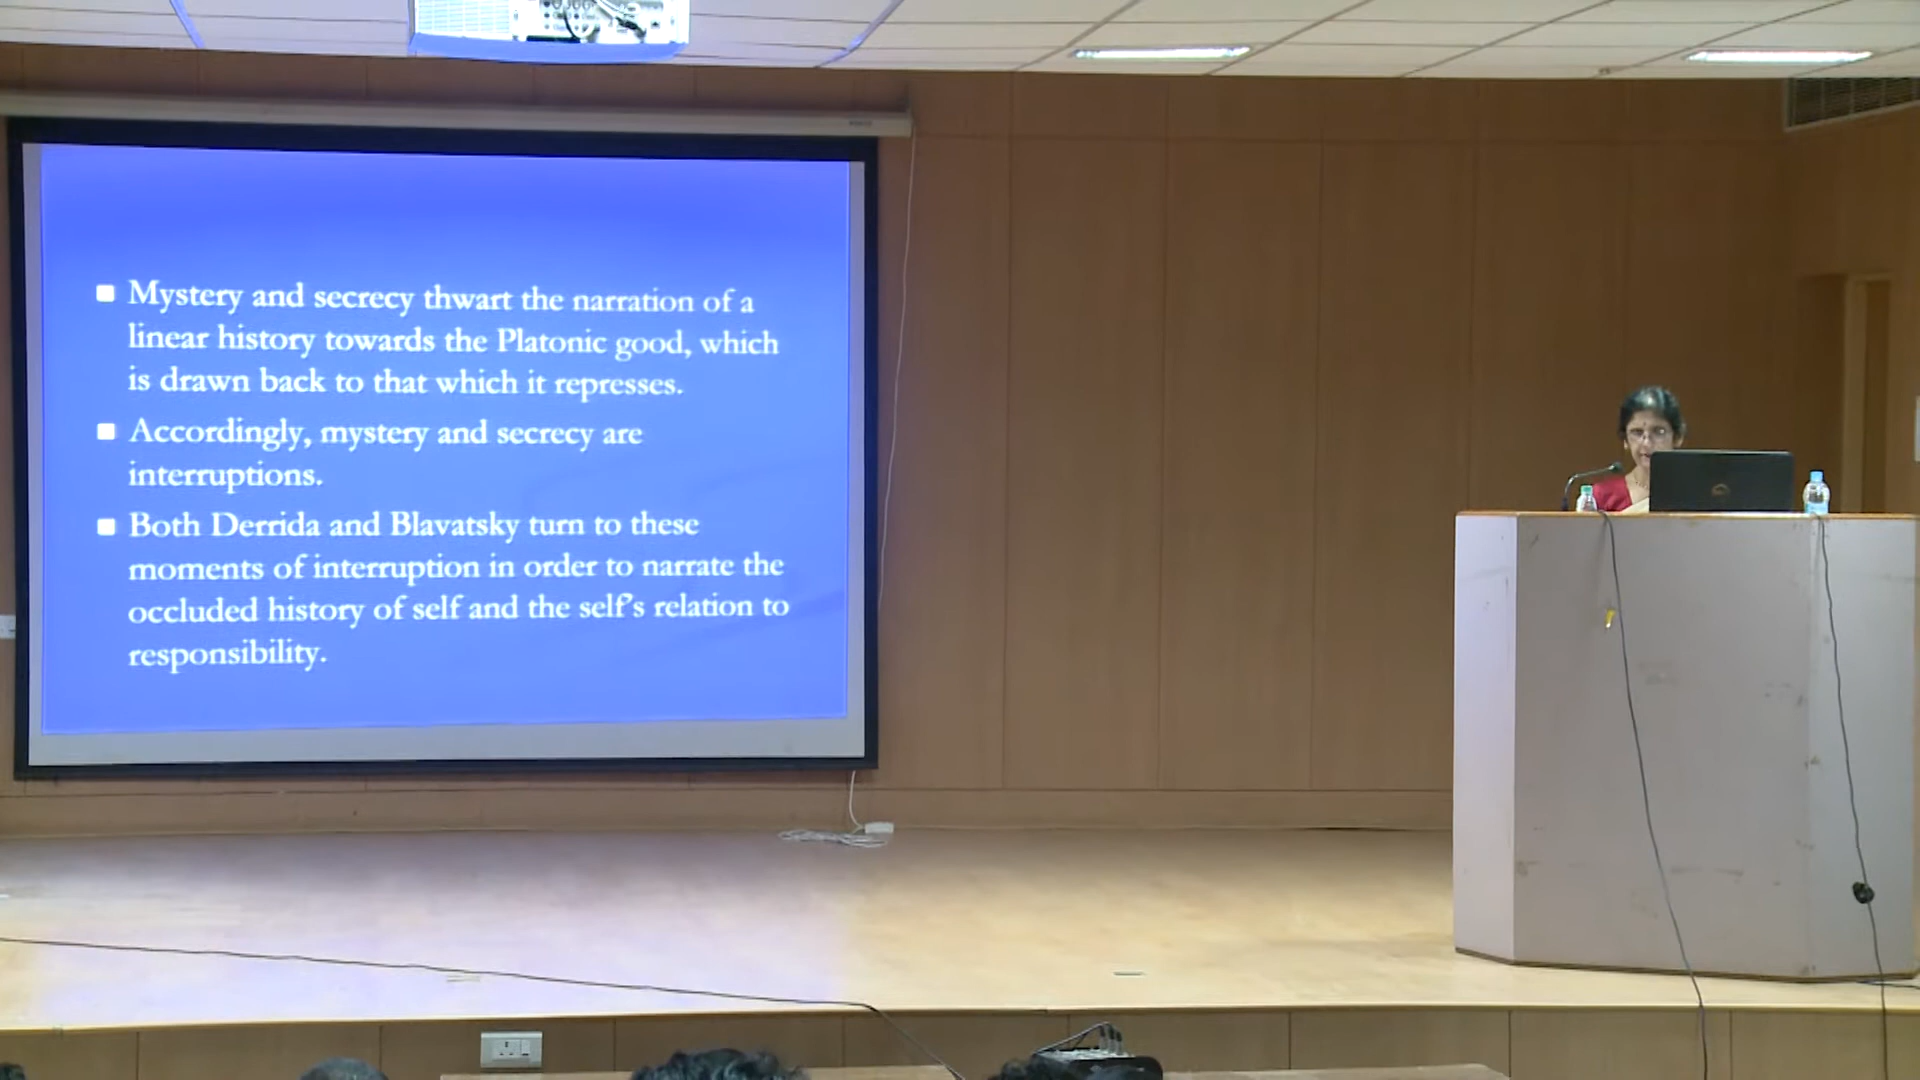 Mystery and secrecy thwart the narration of a
linear history towards the Platonic good, which
is drawn back to that which it represses.
Accordingly, mystery and secrecy are
interruptions.
Both Derrida and Blavatsky turn to these
moments of interruption in order to narrate the
occluded history of self and the self's relation to
responsibility.